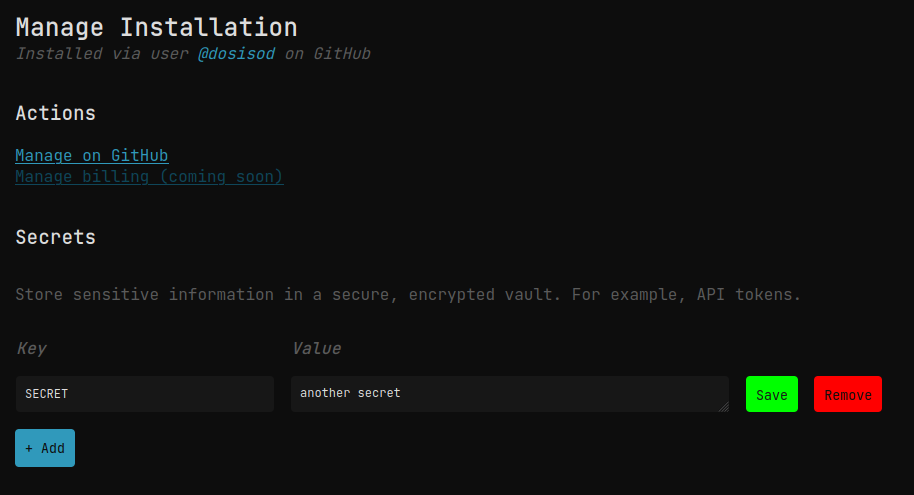 Manage Installation
Installed via user @dosisod on GitHub
Actions
Manage on GitHub
Manage billing (coming soon)
Secrets
Store sensitive information in a secure, encrypted vault. For example, API tokens.
Key Value
SECRET another secret Save Remove
+ Add